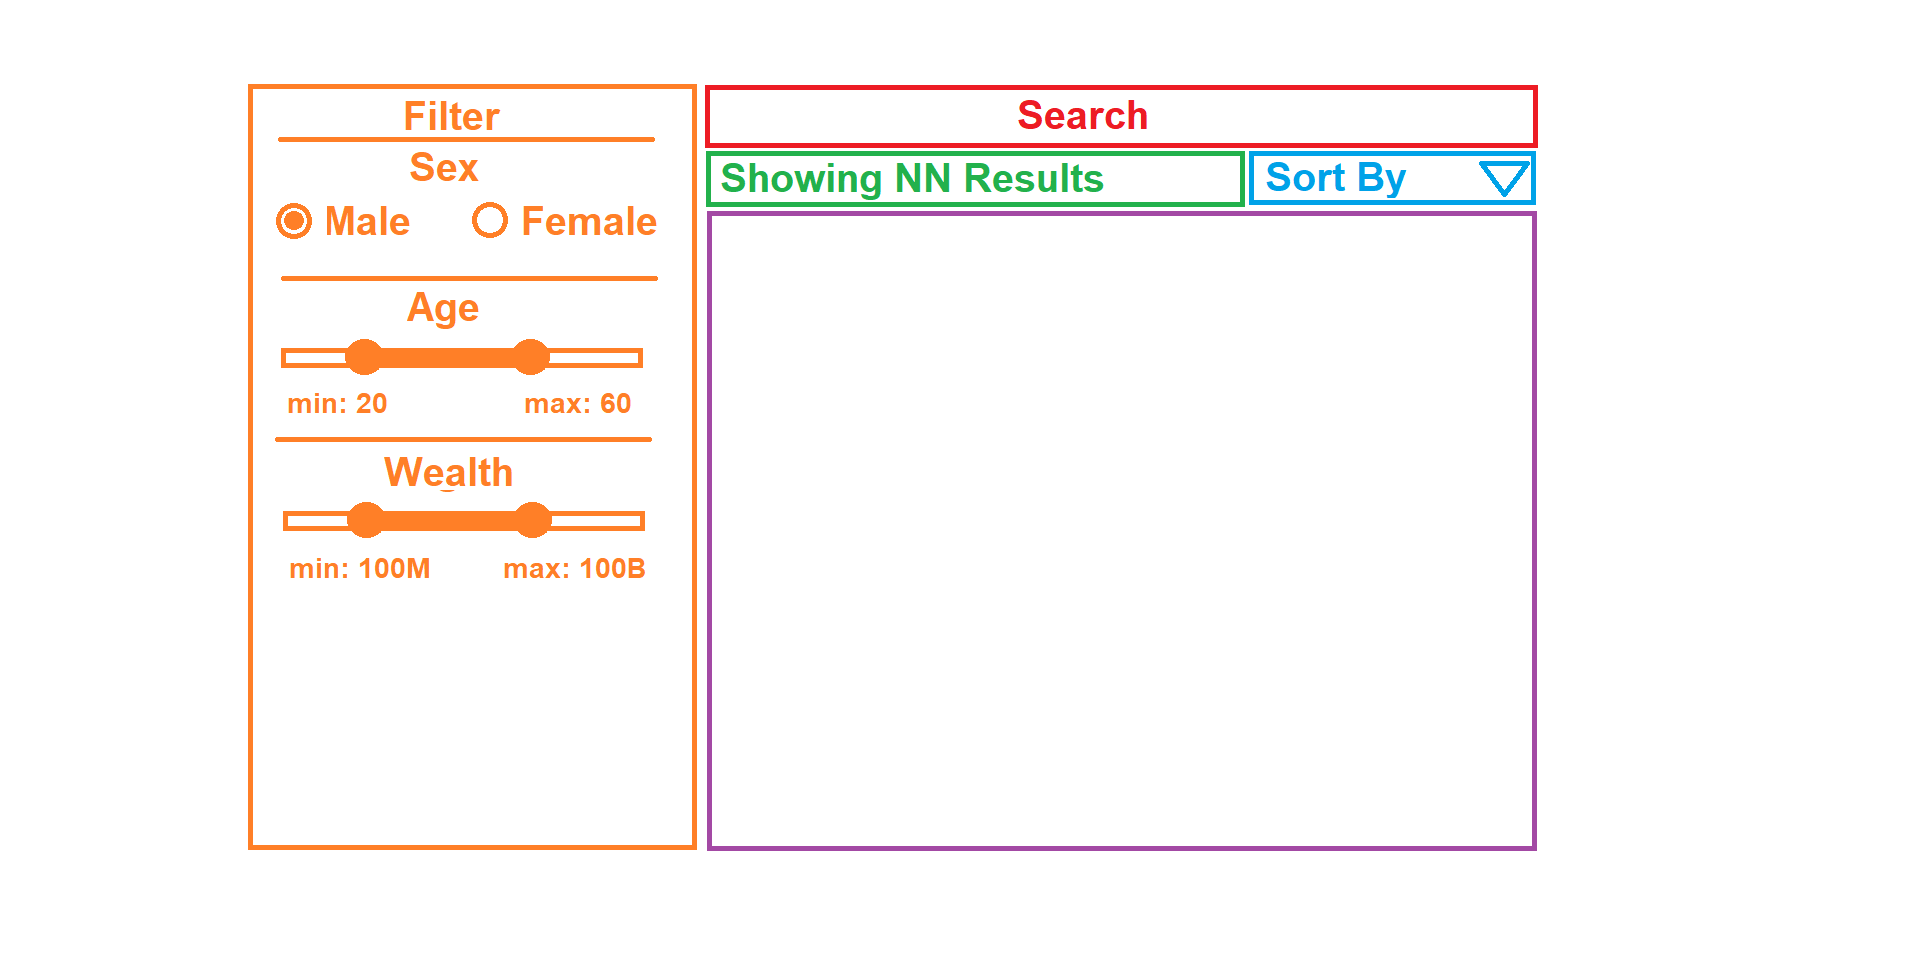 Filter
Sex
Male Female
Age
min: 20 max: 60
Wealth
min: 100M max: 100B
Search
Showing NN Results
Sort By